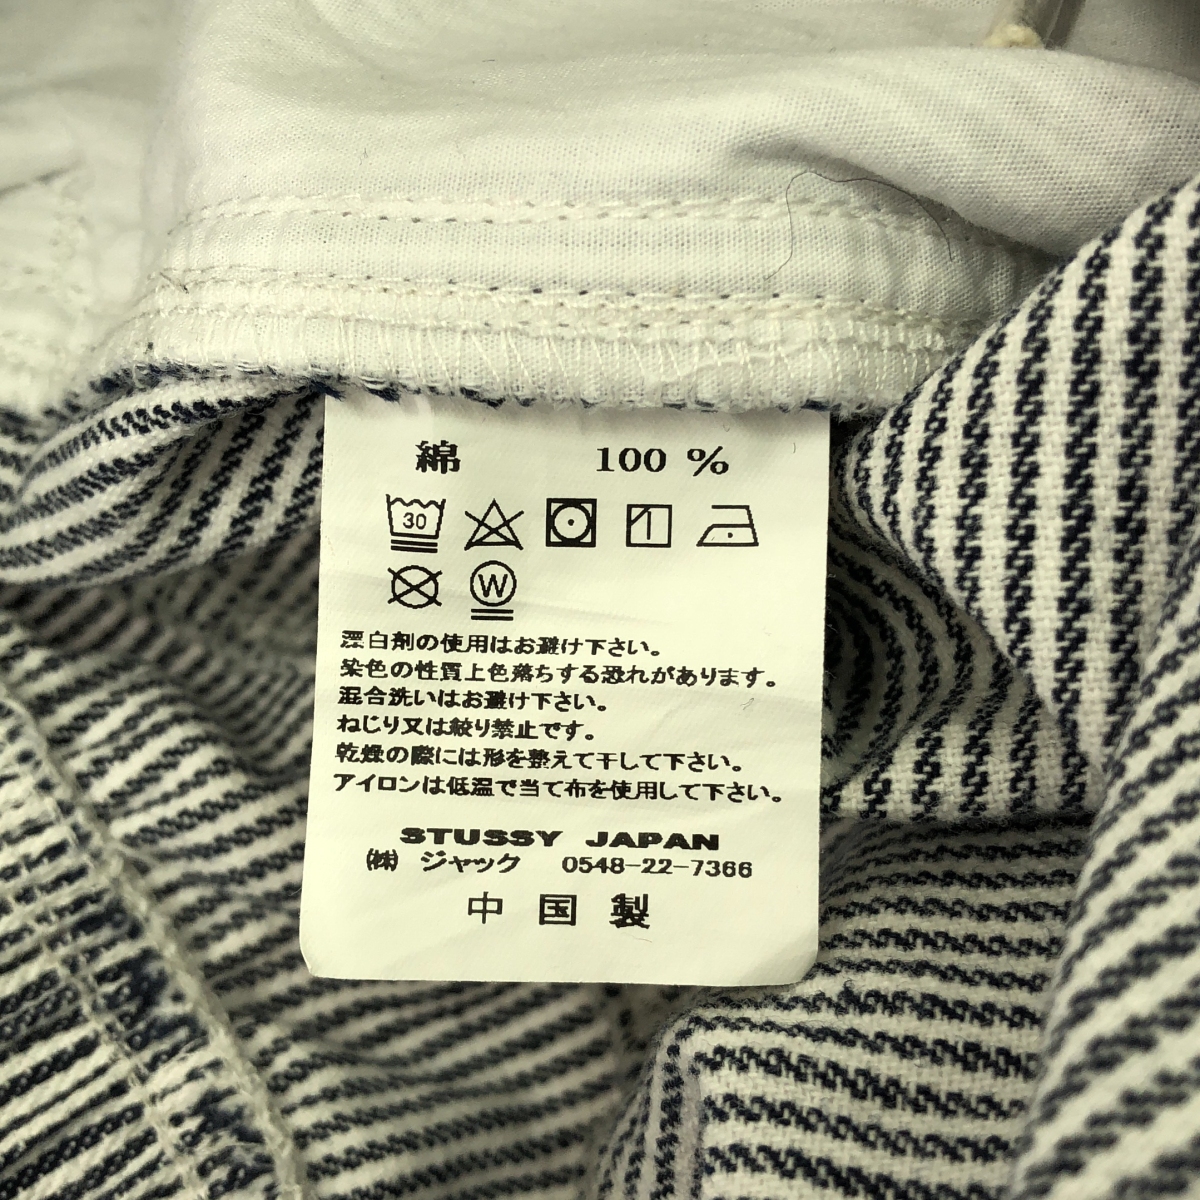 綿 100 %
30
W
漂白剤の使用はお避け下さい。
染色の性質上色落ちする恐れがあります。
混合洗いはお避け下さい。
ねじり又は絞り禁止です。
乾燥の際には形を整えて干して下さい。
アイロンは低温で当て布を使用して下さい。
STUSSY JAPAN
㈱ ジャック 0548-22-7366
中国製